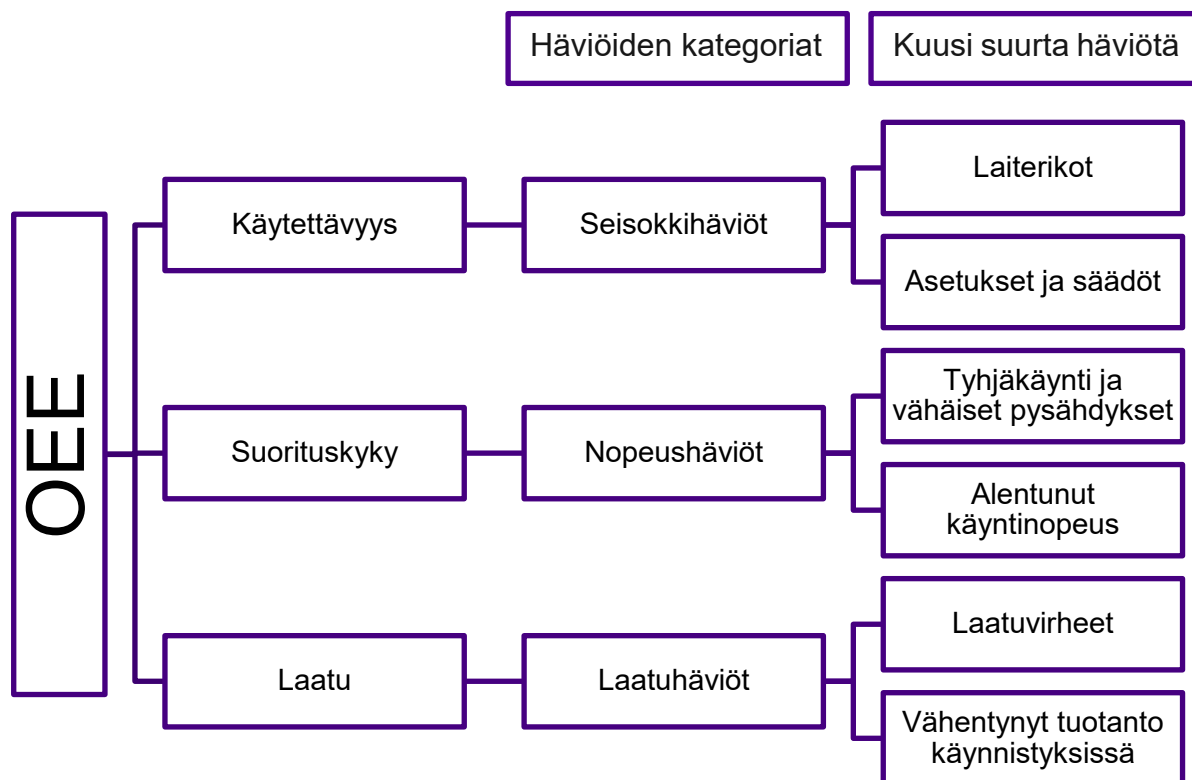 Häviöiden kategoriat
Kuusi suurta häviötä
OEE
Käytettävyys
Seisokkihäviöt
Laiterikot
Asetukset ja säädöt
Suorituskyky
Nopeushäviöt
Tyhjäkäynti ja
vähäiset pysähdykset
Alentunut
käyntinopeus
Laatu
Laatuhäviöt
Laatuvirheet
Vähentynyt tuotanto
käynnistyksissä